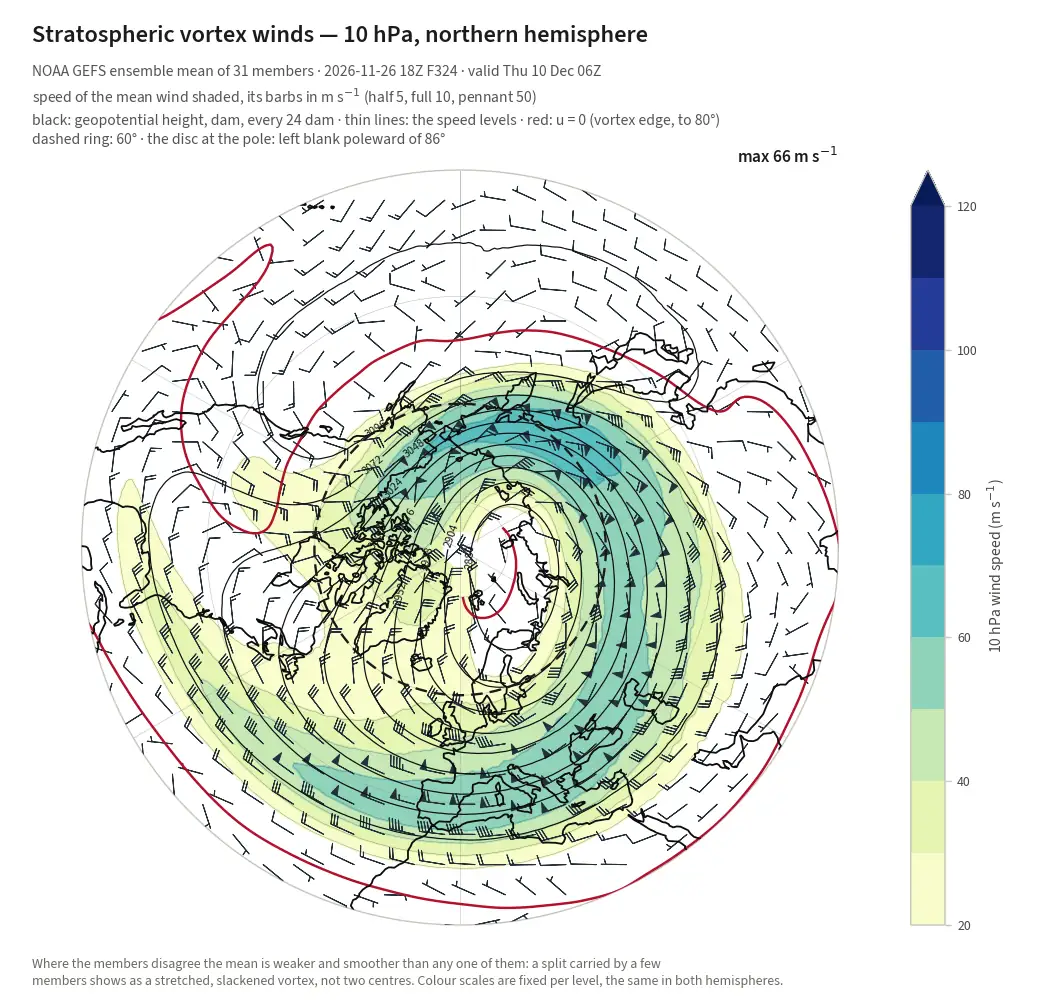 Stratospheric vortex winds — 10 hPa, northern hemisphere
NOAA GEFS ensemble mean of 31 members · 2026-11-26 18Z F324 · valid Thu 10 Dec 06Z
speed of the mean wind shaded, its barbs in m s⁻¹ (half 5, full 10, pennant 50)
black: geopotential height, dam, every 24 dam · thin lines: the speed levels · red: u = 0 (vortex edge, to 80°)
dashed ring: 60° · the disc at the pole: left blank poleward of 86°
max 66 m s⁻¹
120
100
80
60
40
20
10 hPa wind speed (m s⁻¹)
3048
3072
3024
2904
Where the members disagree the mean is weaker and smoother than any one of them: a split carried by a few
members shows as a stretched, slackened vortex, not two centres. Colour scales are fixed per level, the same in both hemispheres.